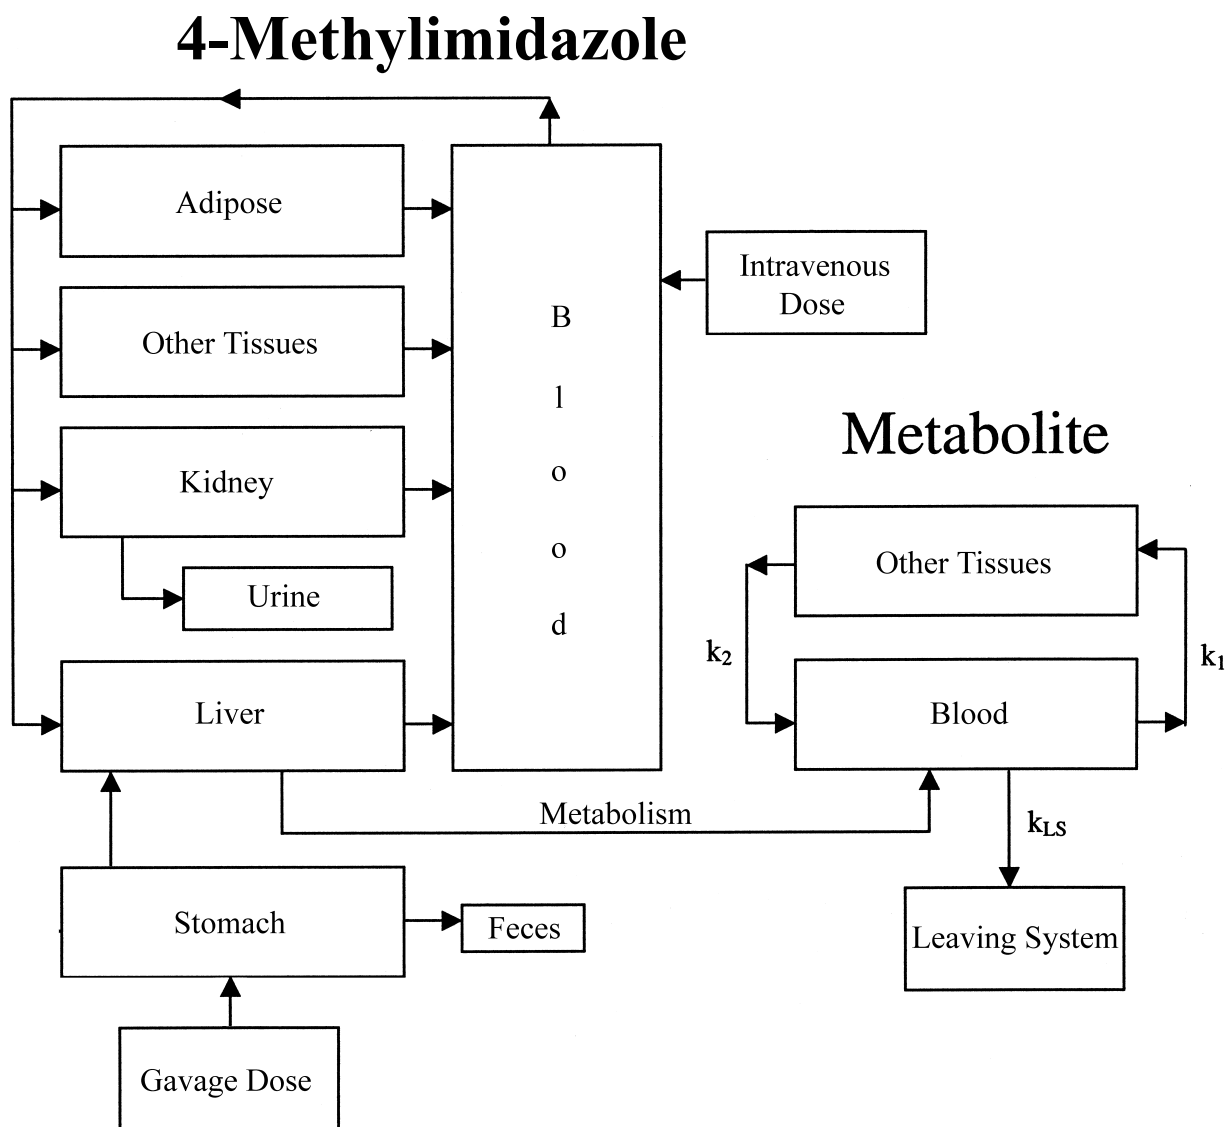 4-Methylimidazole
Adipose
Other Tissues
Kidney
Urine
Liver
Stomach
Feces
Gavage Dose
B
l
o
o
d
Intravenous
Dose
Metabolism
Metabolite
Other Tissues
k2
k1
Blood
kLS
Leaving System